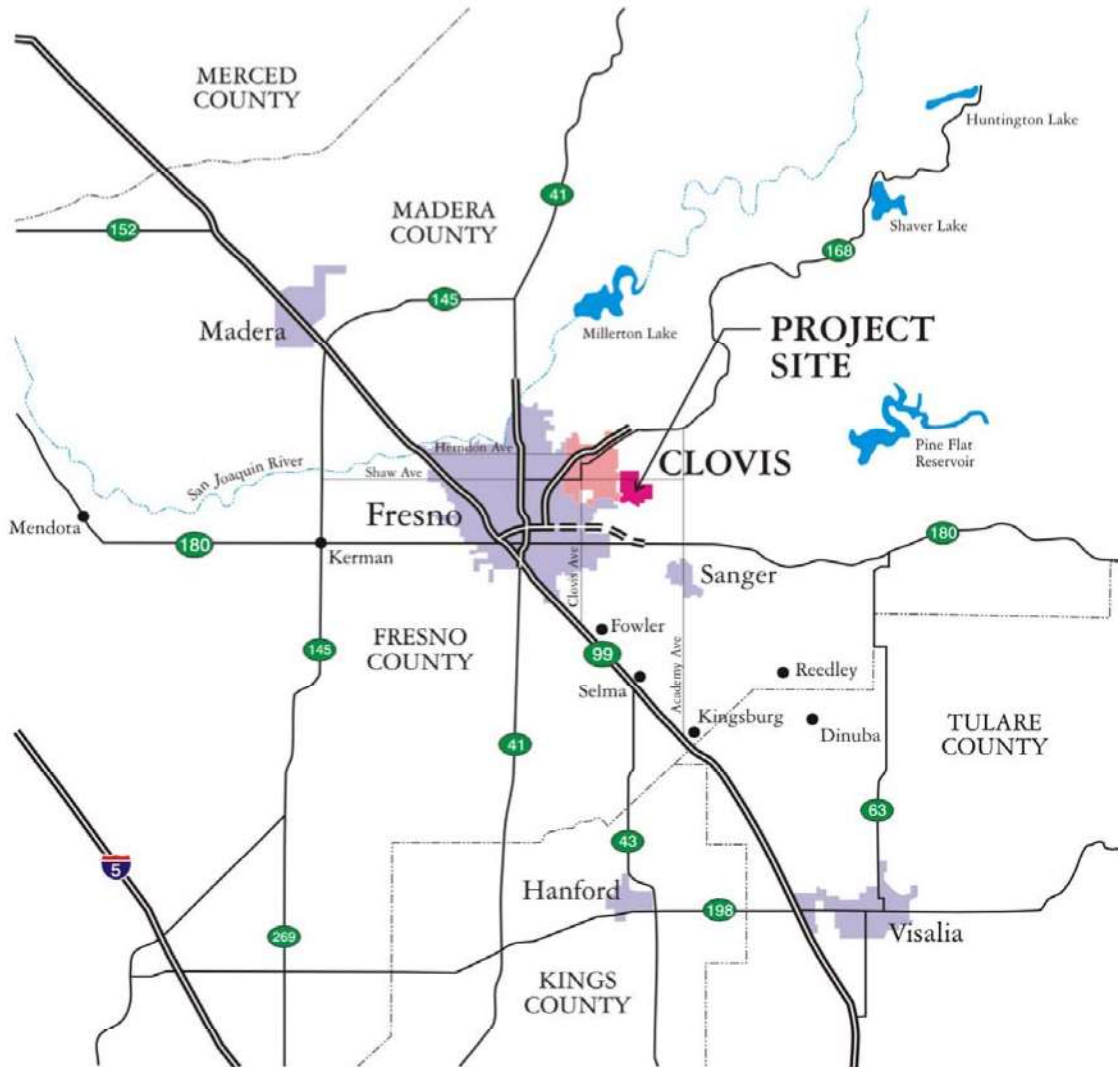 MERCED
COUNTY
Huntington Lake
41
MADERA
COUNTY
Shaver Lake
152
168
145
Madera
Millerton Lake
PROJECT
SITE
Herndon Ave
Pine Flat
Reservoir
San Joaquin River
Shaw Ave
CLOVIS
Mendota
Fresno
180
Kerman
180
Clovis Ave
Sanger
FRESNO
COUNTY
Fowler
99
145
Academy Ave
Selma
Reedley
Kingsburg
Dinuba
TULARE
COUNTY
41
63
43
5
Hanford
198
Visalia
269
KINGS
COUNTY